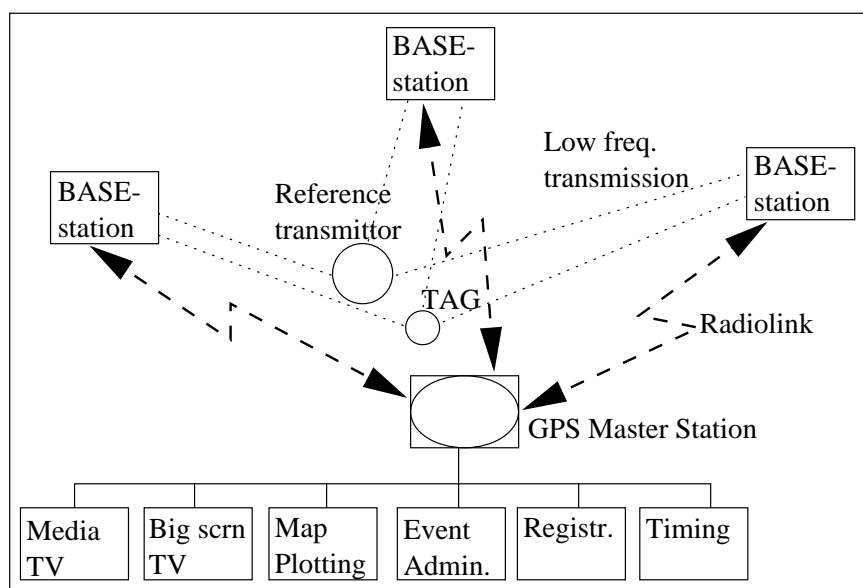 BASE-
station
BASE-
station
Low freq.
transmission
BASE-
station
Reference
transmittor
TAG
Radiolink
GPS Master Station
Media
TV
Big scrn
TV
Map
Plotting
Event
Admin.
Registr.
Timing